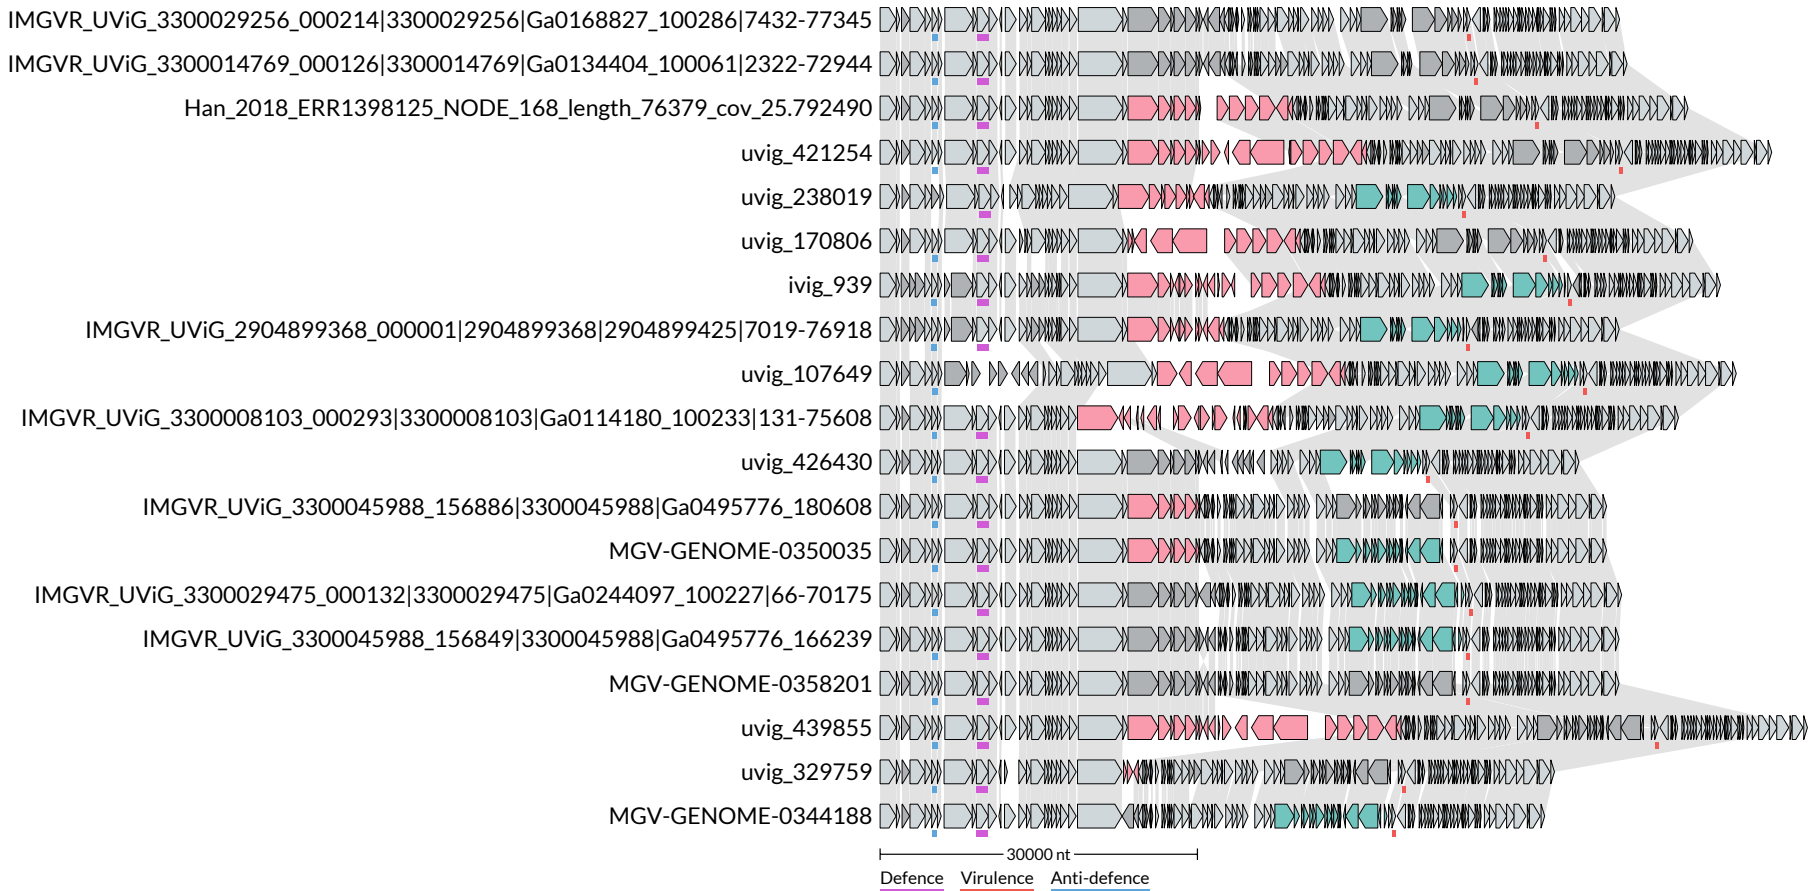 IMGVR_UViG_3300029256_000214|3300029256|Ga0168827_100286|7432-77345
IMGVR_UViG_3300014769_000126|3300014769|Ga0134404_100061|2322-72944
Han_2018_ERR1398125_NODE_168_length_76379_cov_25.792490
uvig_421254
uvig_238019
uvig_170806
ivig_939
IMGVR_UViG_2904899368_000001|2904899368|2904899425|7019-76918
uvig_107649
IMGVR_UViG_3300008103_000293|3300008103|Ga0114180_100233|131-75608
uvig_426430
IMGVR_UViG_3300045988_156886|3300045988|Ga0495776_180608
MGV-GENOME-0350035
IMGVR_UViG_3300029475_000132|3300029475|Ga0244097_100227|66-70175
IMGVR_UViG_3300045988_156849|3300045988|Ga0495776_166239
MGV-GENOME-0358201
uvig_439855
uvig_329759
MGV-GENOME-0344188
30000 nt
Defence Virulence Anti-defence